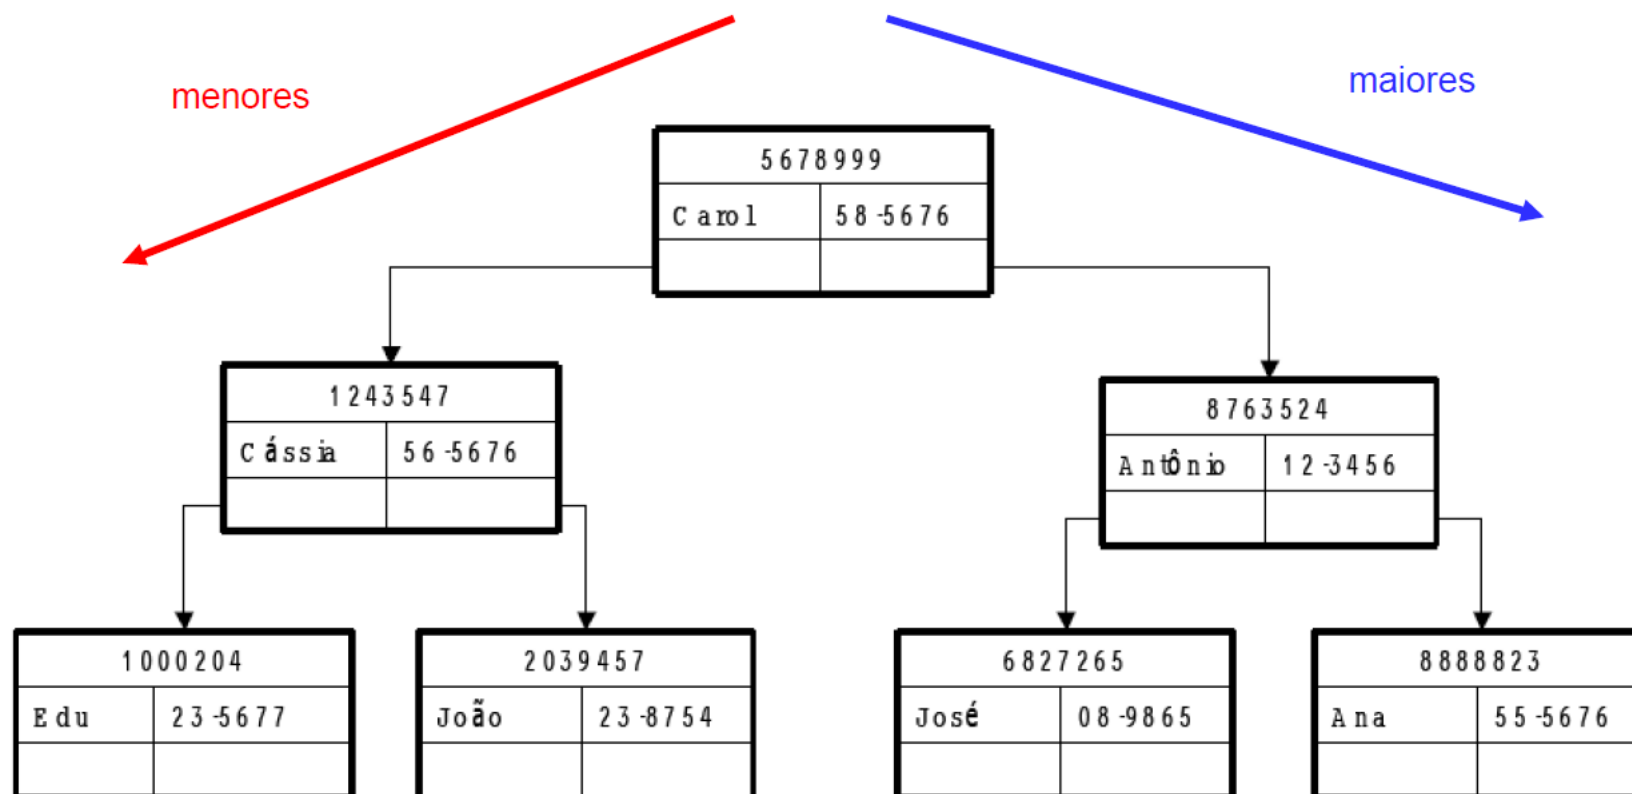 menores
maiores
5678999
Carol 58-5676
1243547
Cássia 56-5676
8763524
Antônio 12-3456
1000204
Edu 23-5677
2039457
João 23-8754
6827265
José 08-9865
8888823
Ana 55-5676